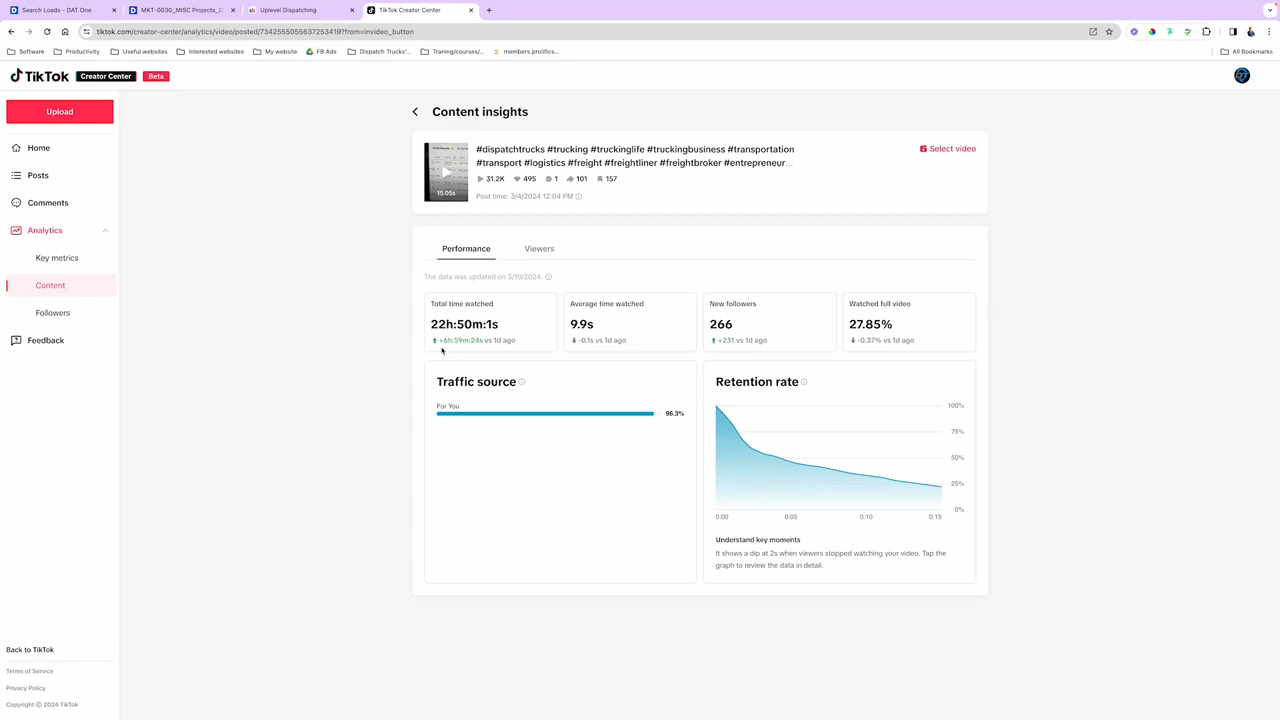 Search Loads - DAT One
MKT-0030_MISC Projects_D
Uplevel Dispatching
TikTok Creator Center
tiktok.com/creator-center/analytics/video/posted/7342555055637253419?from=invideo_button
Software
Productivity
Useful websites
Interested websites
My website
FB Ads
Dispatch Trucks'...
Traning/courses/...
members.prolifics...
All Bookmarks
TikTok Creator Center Beta
Upload
Home
Posts
Comments
Analytics
Key metrics
Content
Followers
Feedback
Back to TikTok
Terms of Service
Privacy Policy
Copyright © 2024 TikTok
Content insights
#dispatchtrucks #trucking #truckinglife #truckingbusiness #transportation
#transport #logistics #freight #freightliner #freightbroker #entrepreneur...
Select video
15.05s
31.2K 495 1 101 157
Post time: 3/4/2024 12:04 PM
Performance
Viewers
The data was updated on 3/10/2024.
Total time watched
22h:50m:1s
+6h:59m:24s vs 1d ago
Average time watched
9.9s
-0.1s vs 1d ago
New followers
266
+231 vs 1d ago
Watched full video
27.85%
-0.37% vs 1d ago
Traffic source
For You
96.3%
Retention rate
100%
75%
50%
25%
0%
0:00 0:05 0:10 0:15
Understand key moments
It shows a dip at 2s when viewers stopped watching your video. Tap the
graph to review the data in detail.